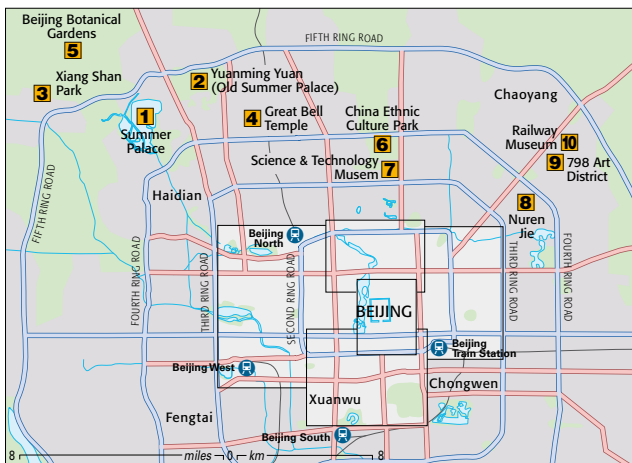 FIFTH RING ROAD
Beijing Botanical
Gardens
5
Xiang Shan
Park
3
2
Yuanming Yuan
(Old Summer Palace)
Chaoyang
1
Summer
Palace
4
Great Bell
Temple
China Ethnic
Culture Park
6
Science & Technology
Musem
7
Railway
Museum
10
9
798 Art
District
8
Nuren
Jie
Haidian
FIFTH RING ROAD
FOURTH RING ROAD
THIRD RING ROAD
SECOND RING ROAD
THIRD RING ROAD
FOURTH RING ROAD
Beijing
North
BEIJING
Beijing
Train Station
Beijing West
Chongwen
Xuanwu
Fengtai
Beijing South
8 miles 0 km 8